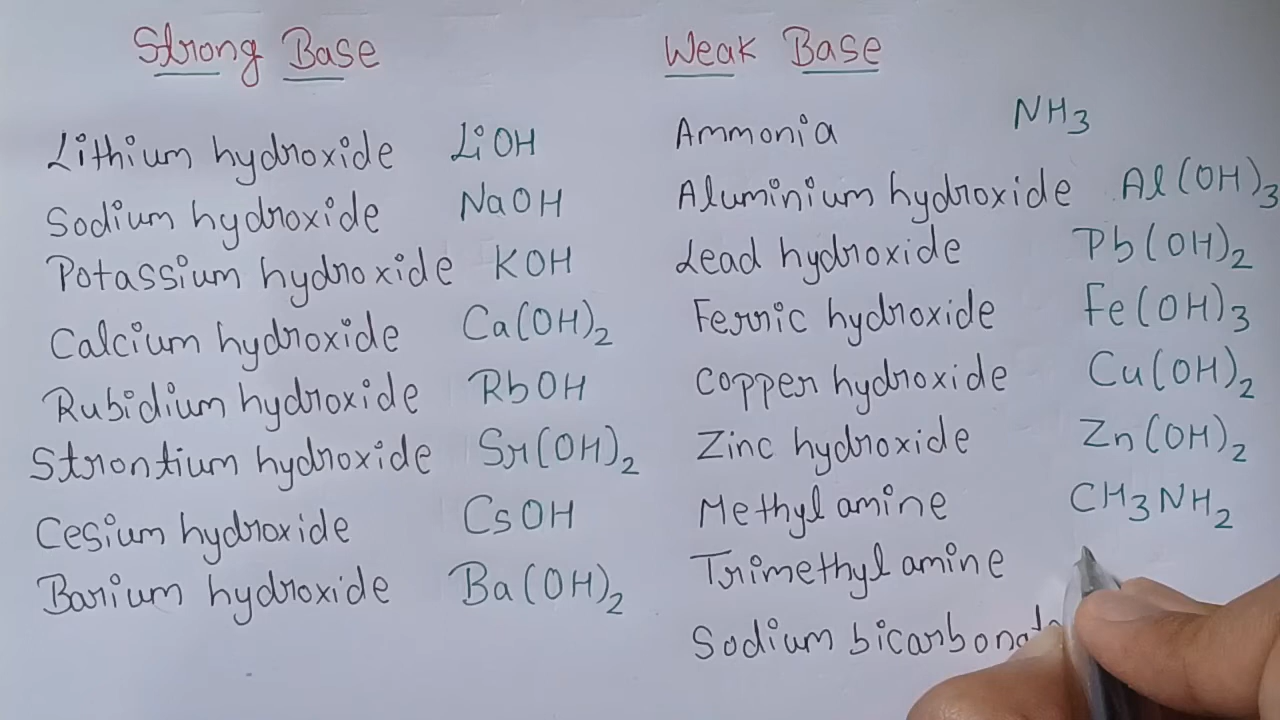 Strong Base
Lithium hydroxide LiOH
Sodium hydroxide NaOH
Potassium hydroxide KOH
Calcium hydroxide Ca(OH)2
Rubidium hydroxide RbOH
Strontium hydroxide Sr(OH)2
Cesium hydroxide CsOH
Barium hydroxide Ba(OH)2
Weak Base
Ammonia NH3
Aluminium hydroxide Al(OH)3
Lead hydroxide Pb(OH)2
Ferric hydroxide Fe(OH)3
Copper hydroxide Cu(OH)2
Zinc hydroxide Zn(OH)2
Methyl amine CH3NH2
Trimethyl amine
Sodium